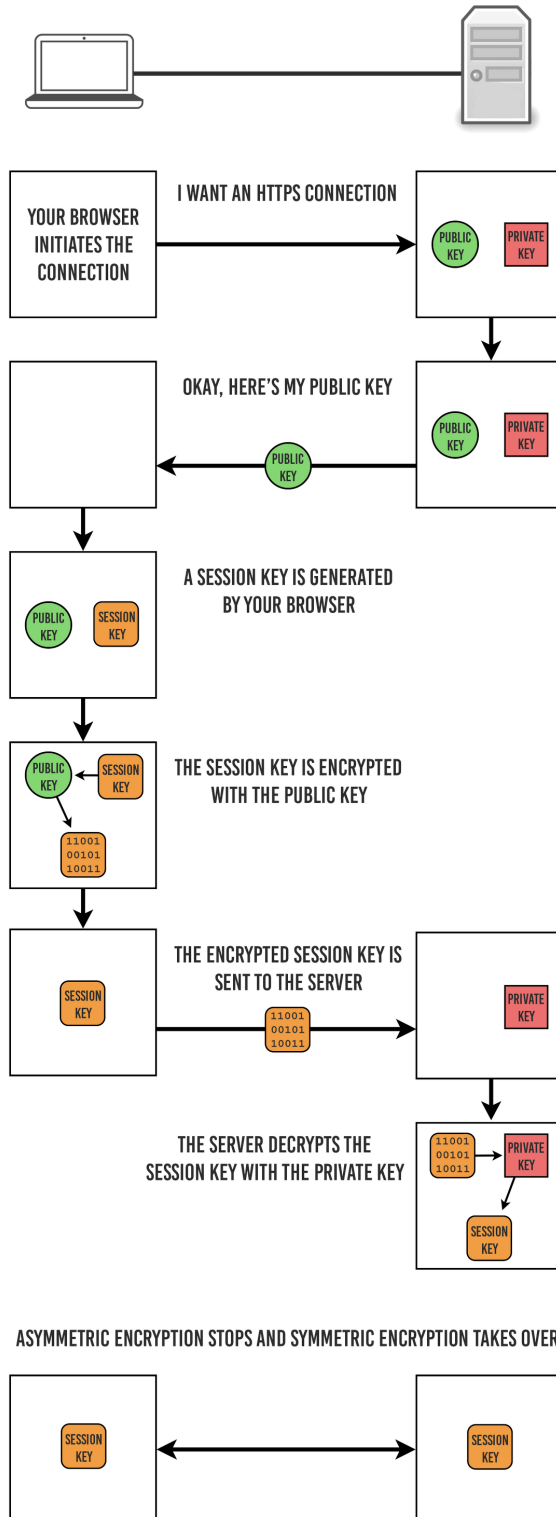 I WANT AN HTTPS CONNECTION
YOUR BROWSER
INITIATES THE
CONNECTION
PUBLIC
KEY
PRIVATE
KEY
OKAY, HERE'S MY PUBLIC KEY
PUBLIC
KEY
PUBLIC
KEY
PRIVATE
KEY
A SESSION KEY IS GENERATED
BY YOUR BROWSER
PUBLIC
KEY
SESSION
KEY
THE SESSION KEY IS ENCRYPTED
WITH THE PUBLIC KEY
PUBLIC
KEY
SESSION
KEY
11001
00101
10011
THE ENCRYPTED SESSION KEY IS
SENT TO THE SERVER
SESSION
KEY
11001
00101
10011
PRIVATE
KEY
THE SERVER DECRYPTS THE
SESSION KEY WITH THE PRIVATE KEY
11001
00101
10011
PRIVATE
KEY
SESSION
KEY
ASYMMETRIC ENCRYPTION STOPS AND SYMMETRIC ENCRYPTION TAKES OVER
SESSION
KEY
SESSION
KEY